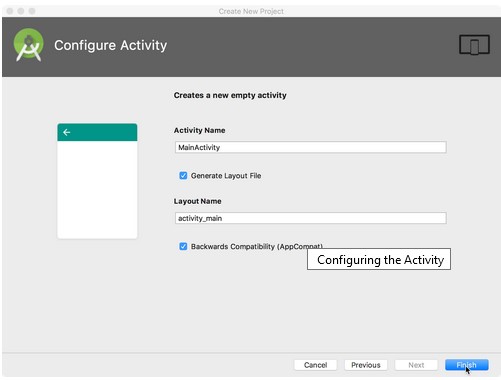 Create New Project
Configure Activity
Creates a new empty activity
Activity Name
MainActivity
Generate Layout File
Layout Name
activity_main
Backwards Compatibility (AppCompat)
Configuring the Activity
Cancel
Previous
Next
Finish